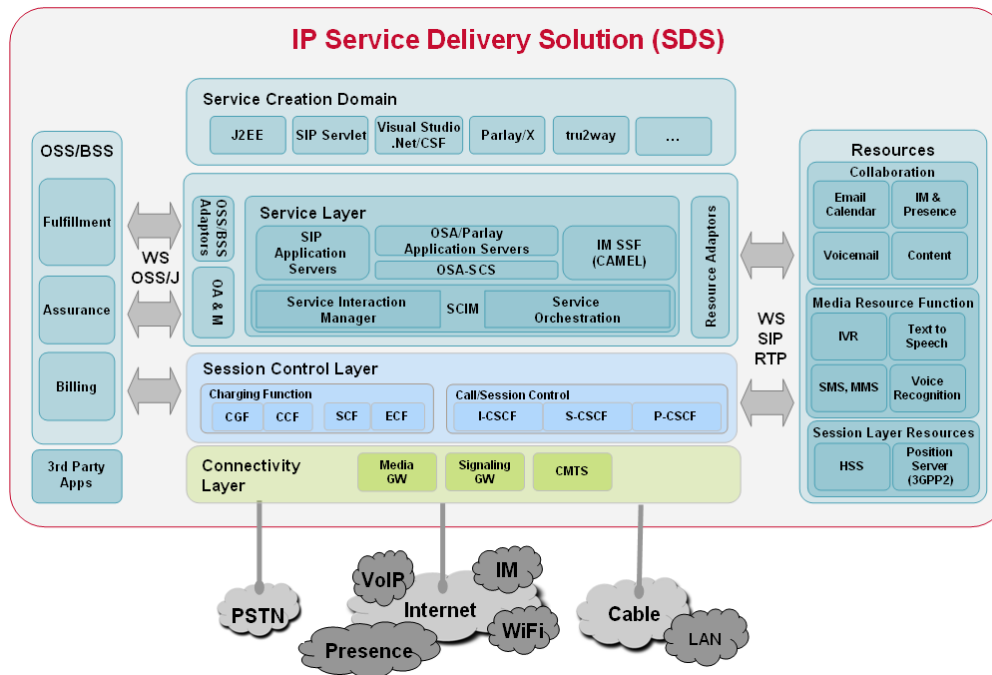 IP Service Delivery Solution (SDS)
Service Creation Domain
J2EE
SIP Servlet
Visual Studio
.Net/CSF
Parlay/X
tru2way
...
OSS/BSS
Fulfillment
Assurance
Billing
3rd Party
Apps
WS
OSS/J
OSS/BSS
Adaptors
OA & M
Service Layer
SIP
Application
Servers
OSA/Parlay
Application Servers
OSA-SCS
IM SSF
(CAMEL)
Service Interaction
Manager
SCIM
Service
Orchestration
Resource Adaptors
Session Control Layer
Charging Function
CGF
CCF
SCF
ECF
Call/Session Control
I-CSCF
S-CSCF
P-CSCF
Connectivity
Layer
Media
GW
Signaling
GW
CMTS
WS
SIP
RTP
Resources
Collaboration
Email
Calendar
IM &
Presence
Voicemail
Content
Media Resource Function
IVR
Text to
Speech
SMS, MMS
Voice
Recognition
Session Layer Resources
HSS
Position
Server
(3GPP2)
PSTN
VoIP
IM
Internet
WiFi
Presence
Cable
LAN